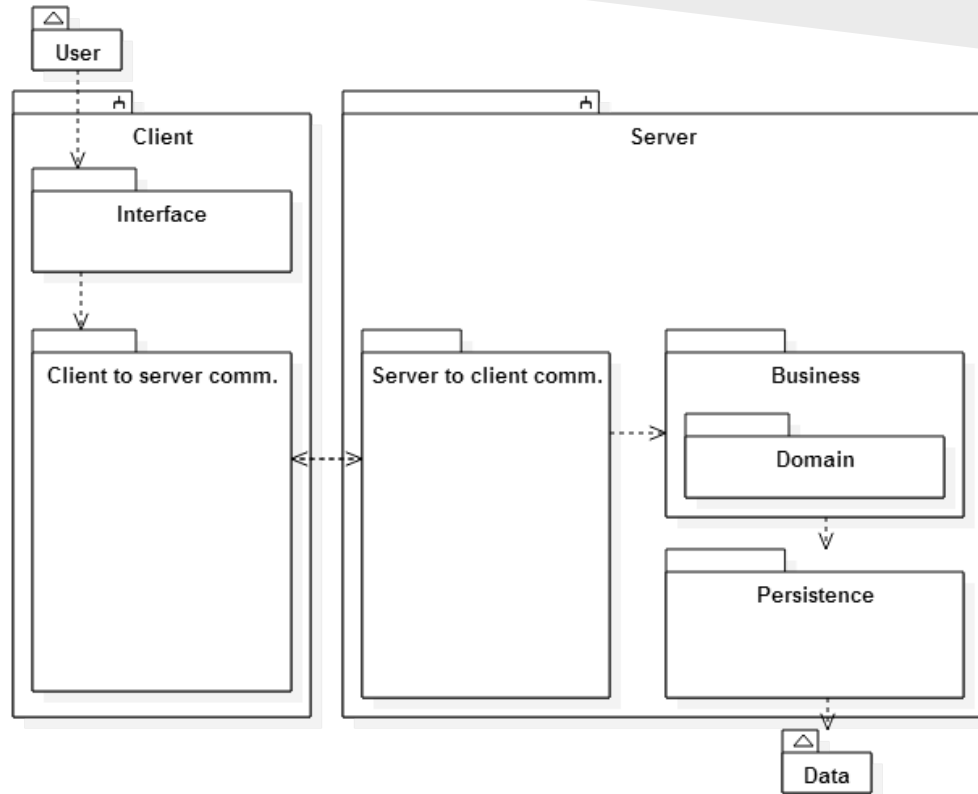 User
Client
Server
Interface
Client to server comm.
Server to client comm.
Business
Domain
Persistence
Data